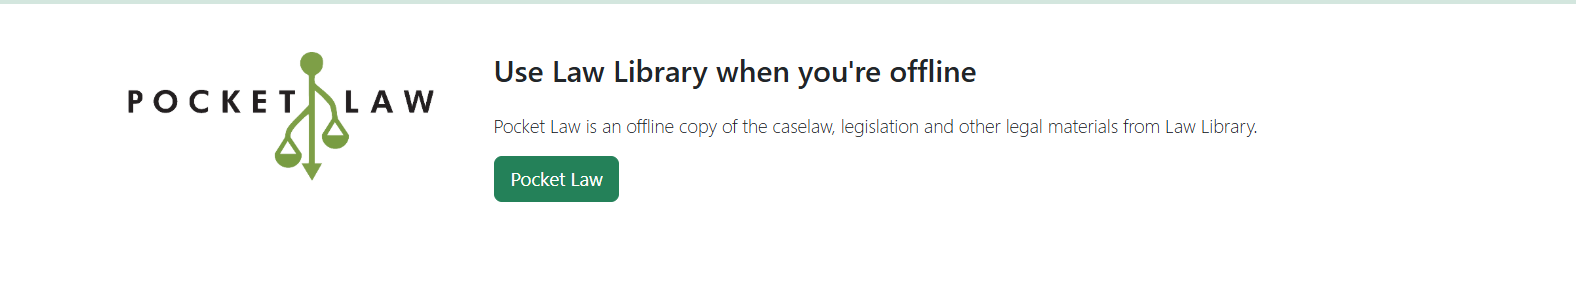 POCKET LAW
Use Law Library when you're offline
Pocket Law is an offline copy of the caselaw, legislation and other legal materials from Law Library.
Pocket Law